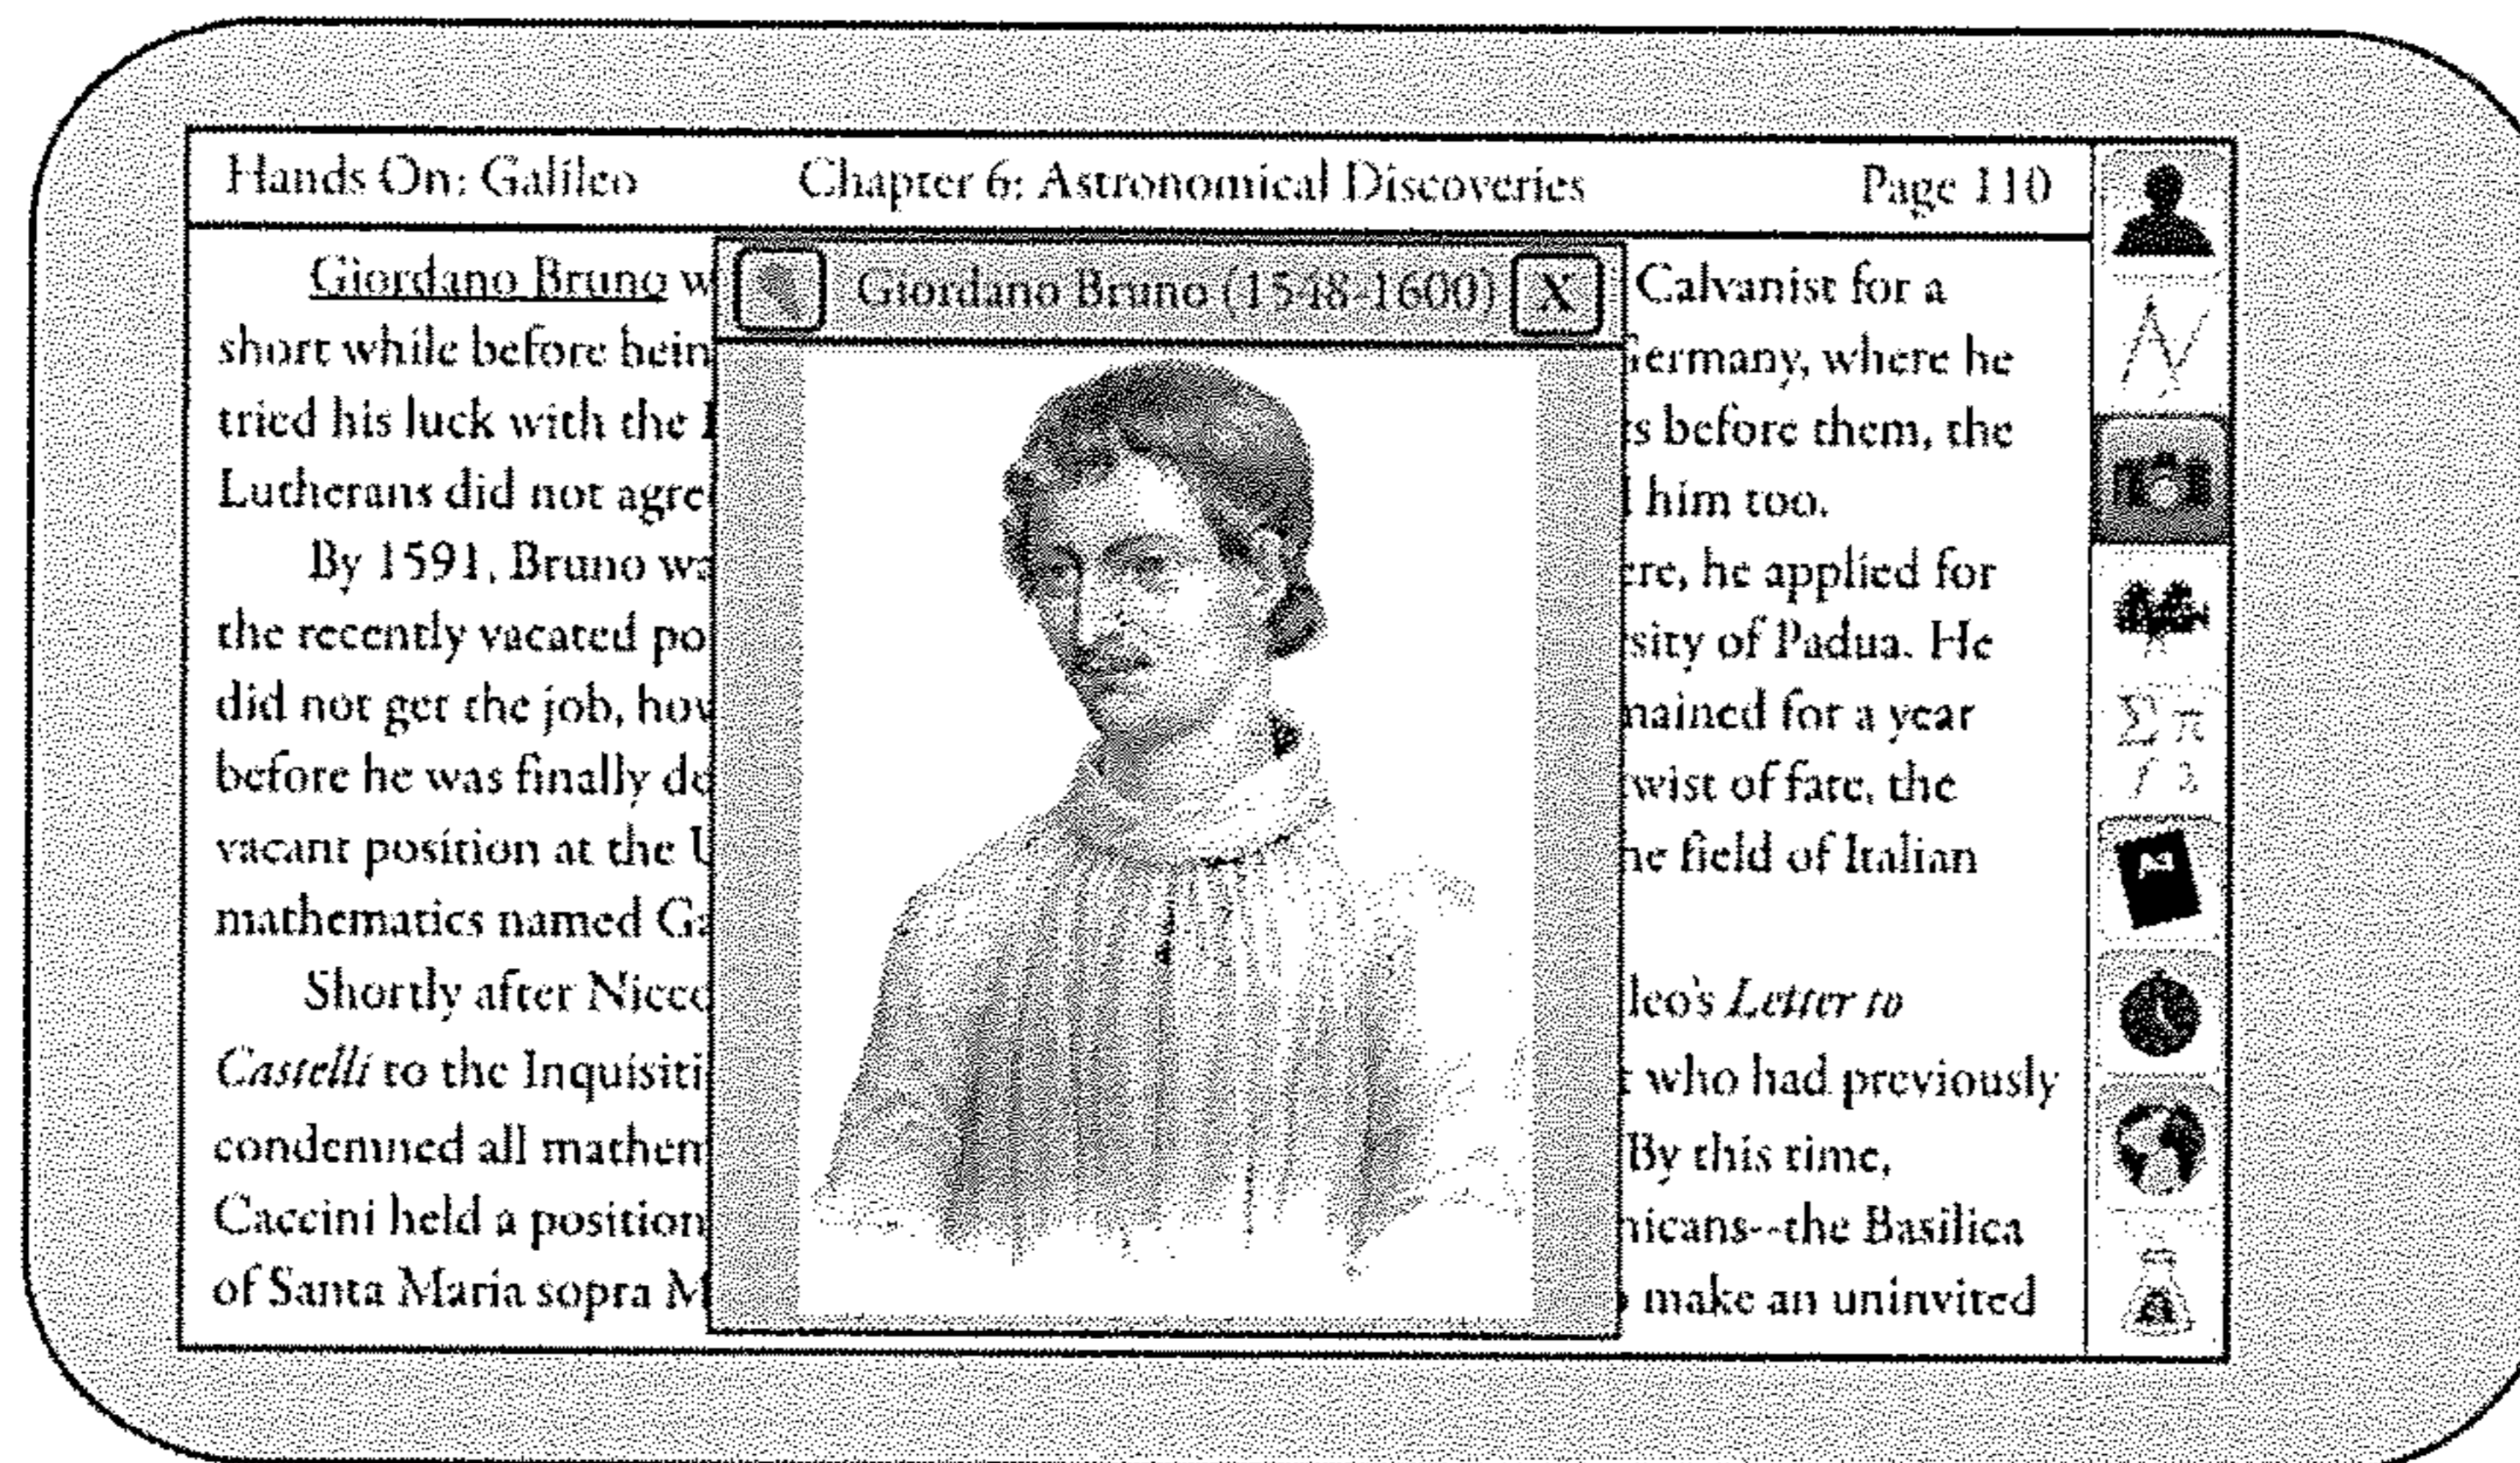 Hands On: Galileo Chapter 6: Astronomical Discoveries Page 110
Giordano Bruno (1548-1600) X
Giordano Bruno w Calvanist for a
short while before bein Germany, where he
tried his luck with the s before them, the
Lutherans did not agre him too.
By 1591, Bruno wa ere, he applied for
the recently vacated po sity of Padua. He
did not get the job, how mained for a year
before he was finally de twist of fate, the
vacant position at the U he field of Italian
mathematics named Ga
Shortly after Nicco leo's Letter to
Castelli to the Inquisiti t who had previously
condemned all mathem By this time,
Caccini held a position nicans--the Basilica
of Santa Maria sopra M make an uninvited
Σ π